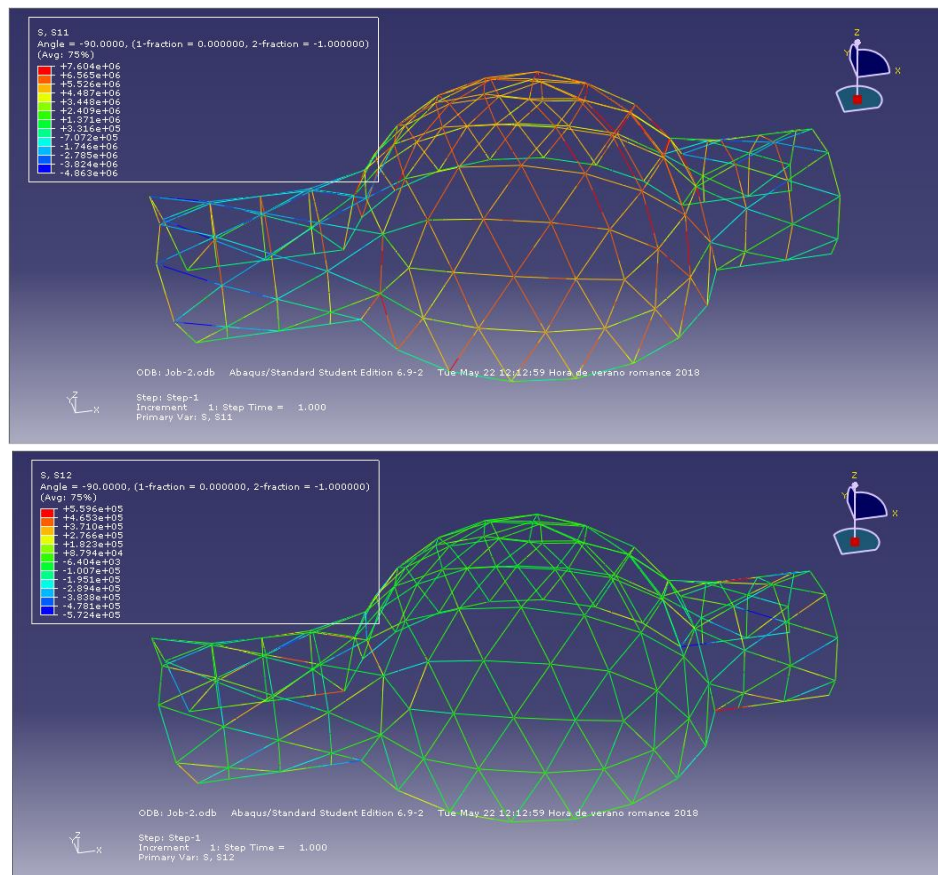 S, S11
Angle = -90.0000, (1-fraction = 0.000000, 2-fraction = -1.000000)
(Avg: 75%)
+7.604e+06
+6.565e+06
+5.526e+06
+4.487e+06
+3.448e+06
+2.409e+06
+1.371e+06
+3.316e+05
-7.072e+05
-1.746e+06
-2.785e+06
-3.824e+06
-4.863e+06
Z
Y
X
ODB: Job-2.odb Abaqus/Standard Student Edition 6.9-2 Tue May 22 12:12:59 Hora de verano romance 2018
Z
Y
X
Step: Step-1
Increment 1: Step Time = 1.000
Primary Var: S, S11
S, S12
Angle = -90.0000, (1-fraction = 0.000000, 2-fraction = -1.000000)
(Avg: 75%)
+5.596e+05
+4.653e+05
+3.710e+05
+2.766e+05
+1.823e+05
+8.794e+04
-6.404e+03
-1.007e+05
-1.951e+05
-2.894e+05
-3.838e+05
-4.781e+05
-5.724e+05
Z
Y
X
ODB: Job-2.odb Abaqus/Standard Student Edition 6.9-2 Tue May 22 12:12:59 Hora de verano romance 2018
Z
Y
X
Step: Step-1
Increment 1: Step Time = 1.000
Primary Var: S, S12